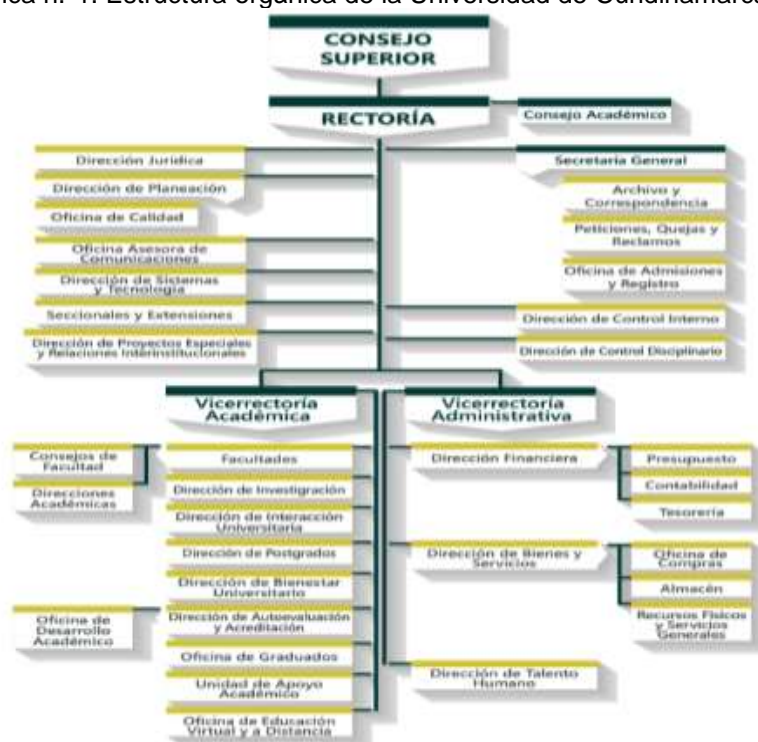 n.º 1. Estructura orgánica de la Universidad de Cundinamarca
CONSEJO
SUPERIOR
RECTORÍA
Consejo Académico
Dirección Jurídica
Dirección de Planeación
Oficina de Calidad
Oficina Asesora de
Comunicaciones
Dirección de Sistemas
y Tecnología
Seccionales y Extensiones
Dirección de Proyectos Especiales
y Relaciones Interinstitucionales
Secretaria General
Archivo y
Correspondencia
Peticiones, Quejas y
Reclamos
Oficina de Admisiones
y Registro
Dirección de Control Interno
Dirección de Control Disciplinario
Vicerrectoría
Académica
Vicerrectoría
Administrativa
Consejos de
Facultad
Direcciones
Académicas
Oficina de
Desarrollo
Académico
Facultades
Dirección de Investigración
Dirección de Interacción
Universitaria
Dirección de Postgrados
Dirección de Bienestar
Universitario
Dirección de Autoevaluación
y Acreditación
Oficina de Graduados
Unidad de Apoyo
Académico
Oficina de Educación
Virtual y a Distancia
Dirección Financiera
Dirección de Bienes y
Servicios
Dirección de Talento
Humano
Presupuesto
Contabilidad
Tesorería
Oficina de
Compras
Almacén
Recursos Físicos
y Servicios
Generales